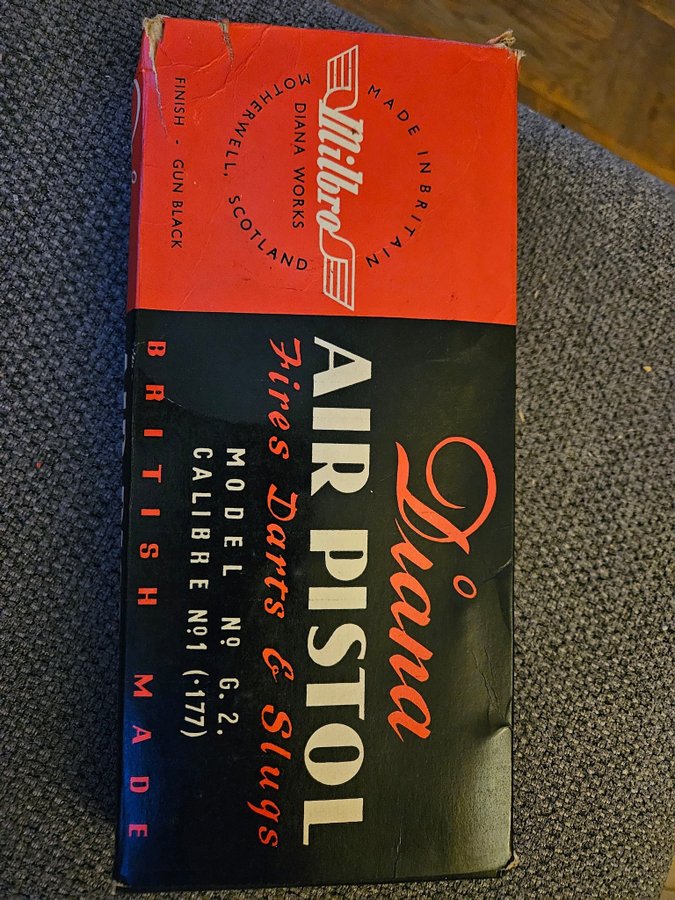 MADE IN BRITAIN
Milbro
DIANA WORKS
MOTHERWELL, SCOTLAND
FINISH - GUN BLACK
Diana
AIR PISTOL
Fires Darts & Slugs
MODEL Nº G.2.
CALIBRE Nº1 (·177)
BRITISH MADE